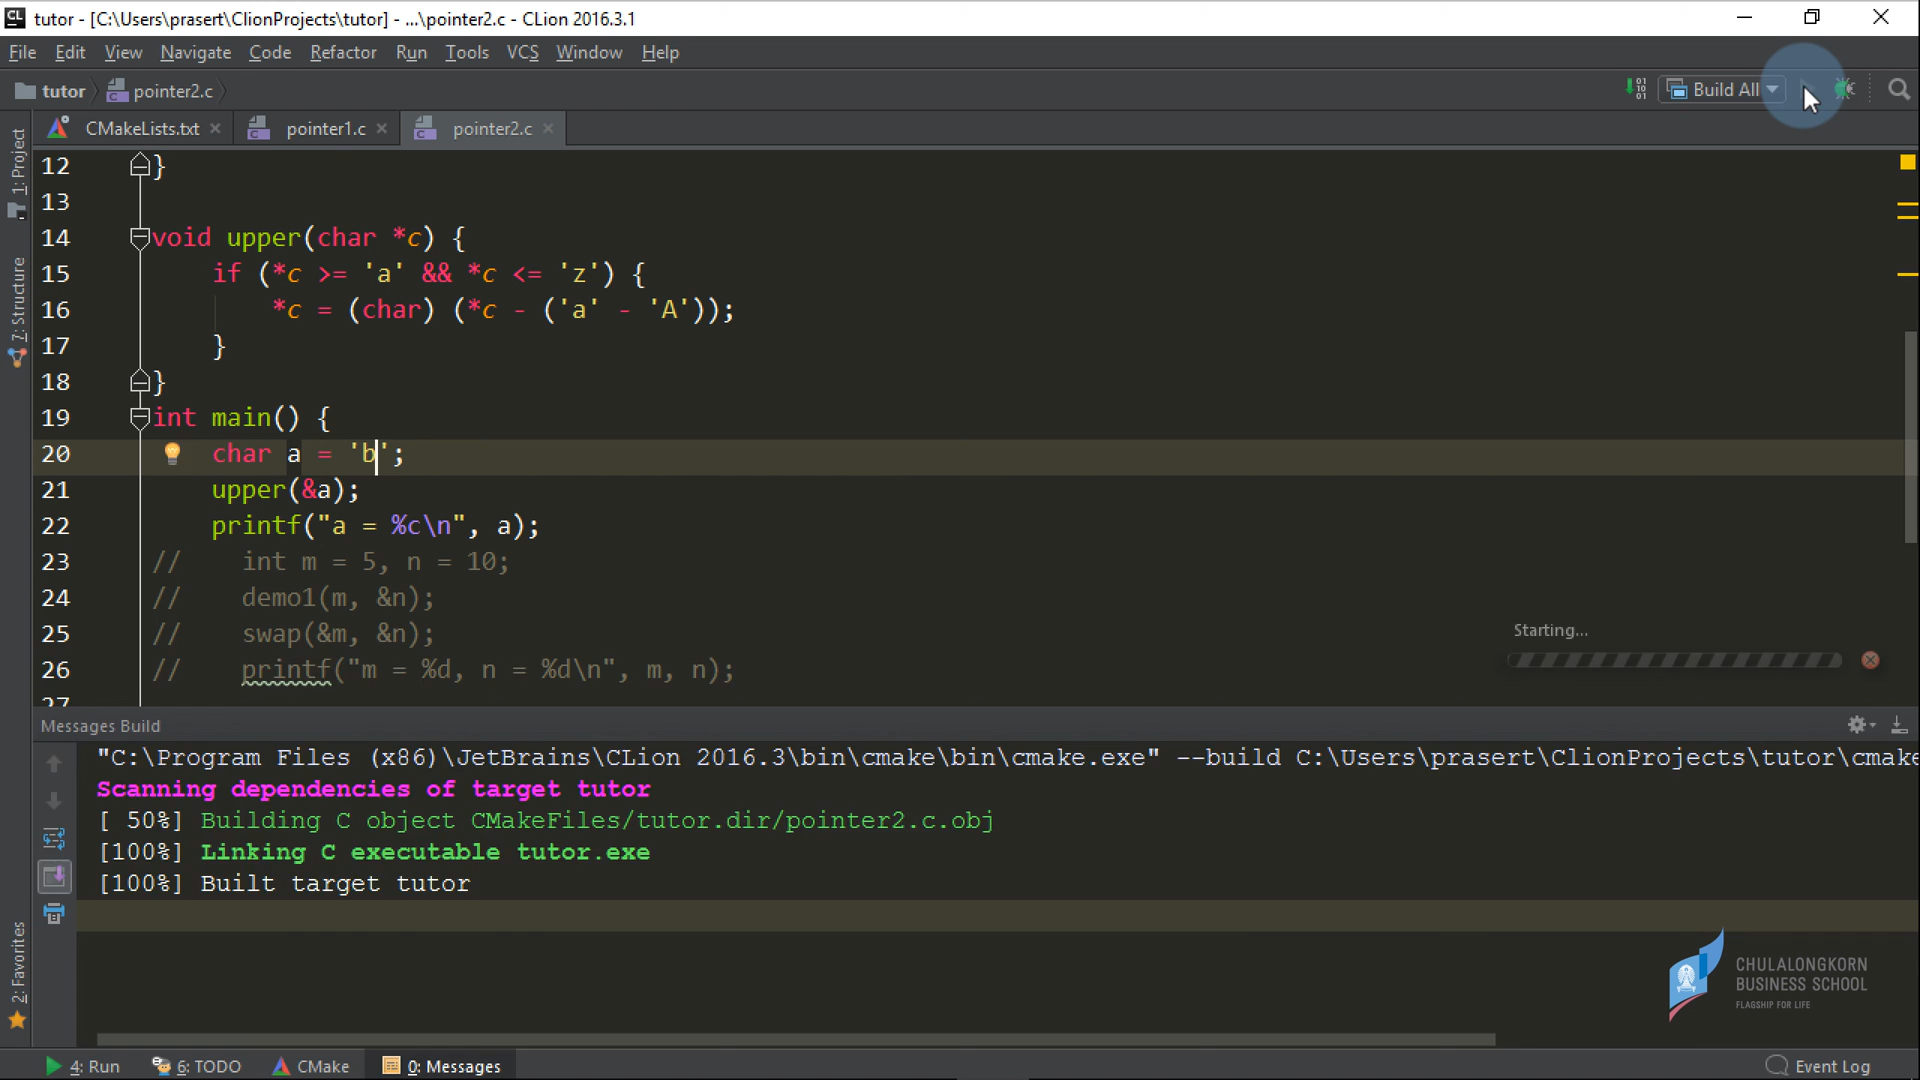 tutor - [C:\Users\prasert\ClionProjects\tutor] - ...\pointer2.c - CLion 2016.3.1
File Edit View Navigate Code Refactor Run Tools VCS Window Help
tutor pointer2.c Build All
CMakeLists.txt pointer1.c pointer2.c
1: Project
7: Structure
2: Favorites
12 }
13
14 void upper(char *c) {
15 if (*c >= 'a' && *c <= 'z') {
16 *c = (char) (*c - ('a' - 'A'));
17 }
18 }
19 int main() {
20 char a = 'b';
21 upper(&a);
22 printf("a = %c\n", a);
23 // int m = 5, n = 10;
24 // demo1(m, &n);
25 // swap(&m, &n);
26 // printf("m = %d, n = %d\n", m, n);
27
Starting...
Messages Build
"C:\Program Files (x86)\JetBrains\CLion 2016.3\bin\cmake\bin\cmake.exe" --build C:\Users\prasert\ClionProjects\tutor\cmake
Scanning dependencies of target tutor
[ 50%] Building C object CMakeFiles/tutor.dir/pointer2.c.obj
[100%] Linking C executable tutor.exe
[100%] Built target tutor
CHULALONGKORN
BUSINESS SCHOOL
FLAGSHIP FOR LIFE
4: Run 6: TODO CMake 0: Messages Event Log